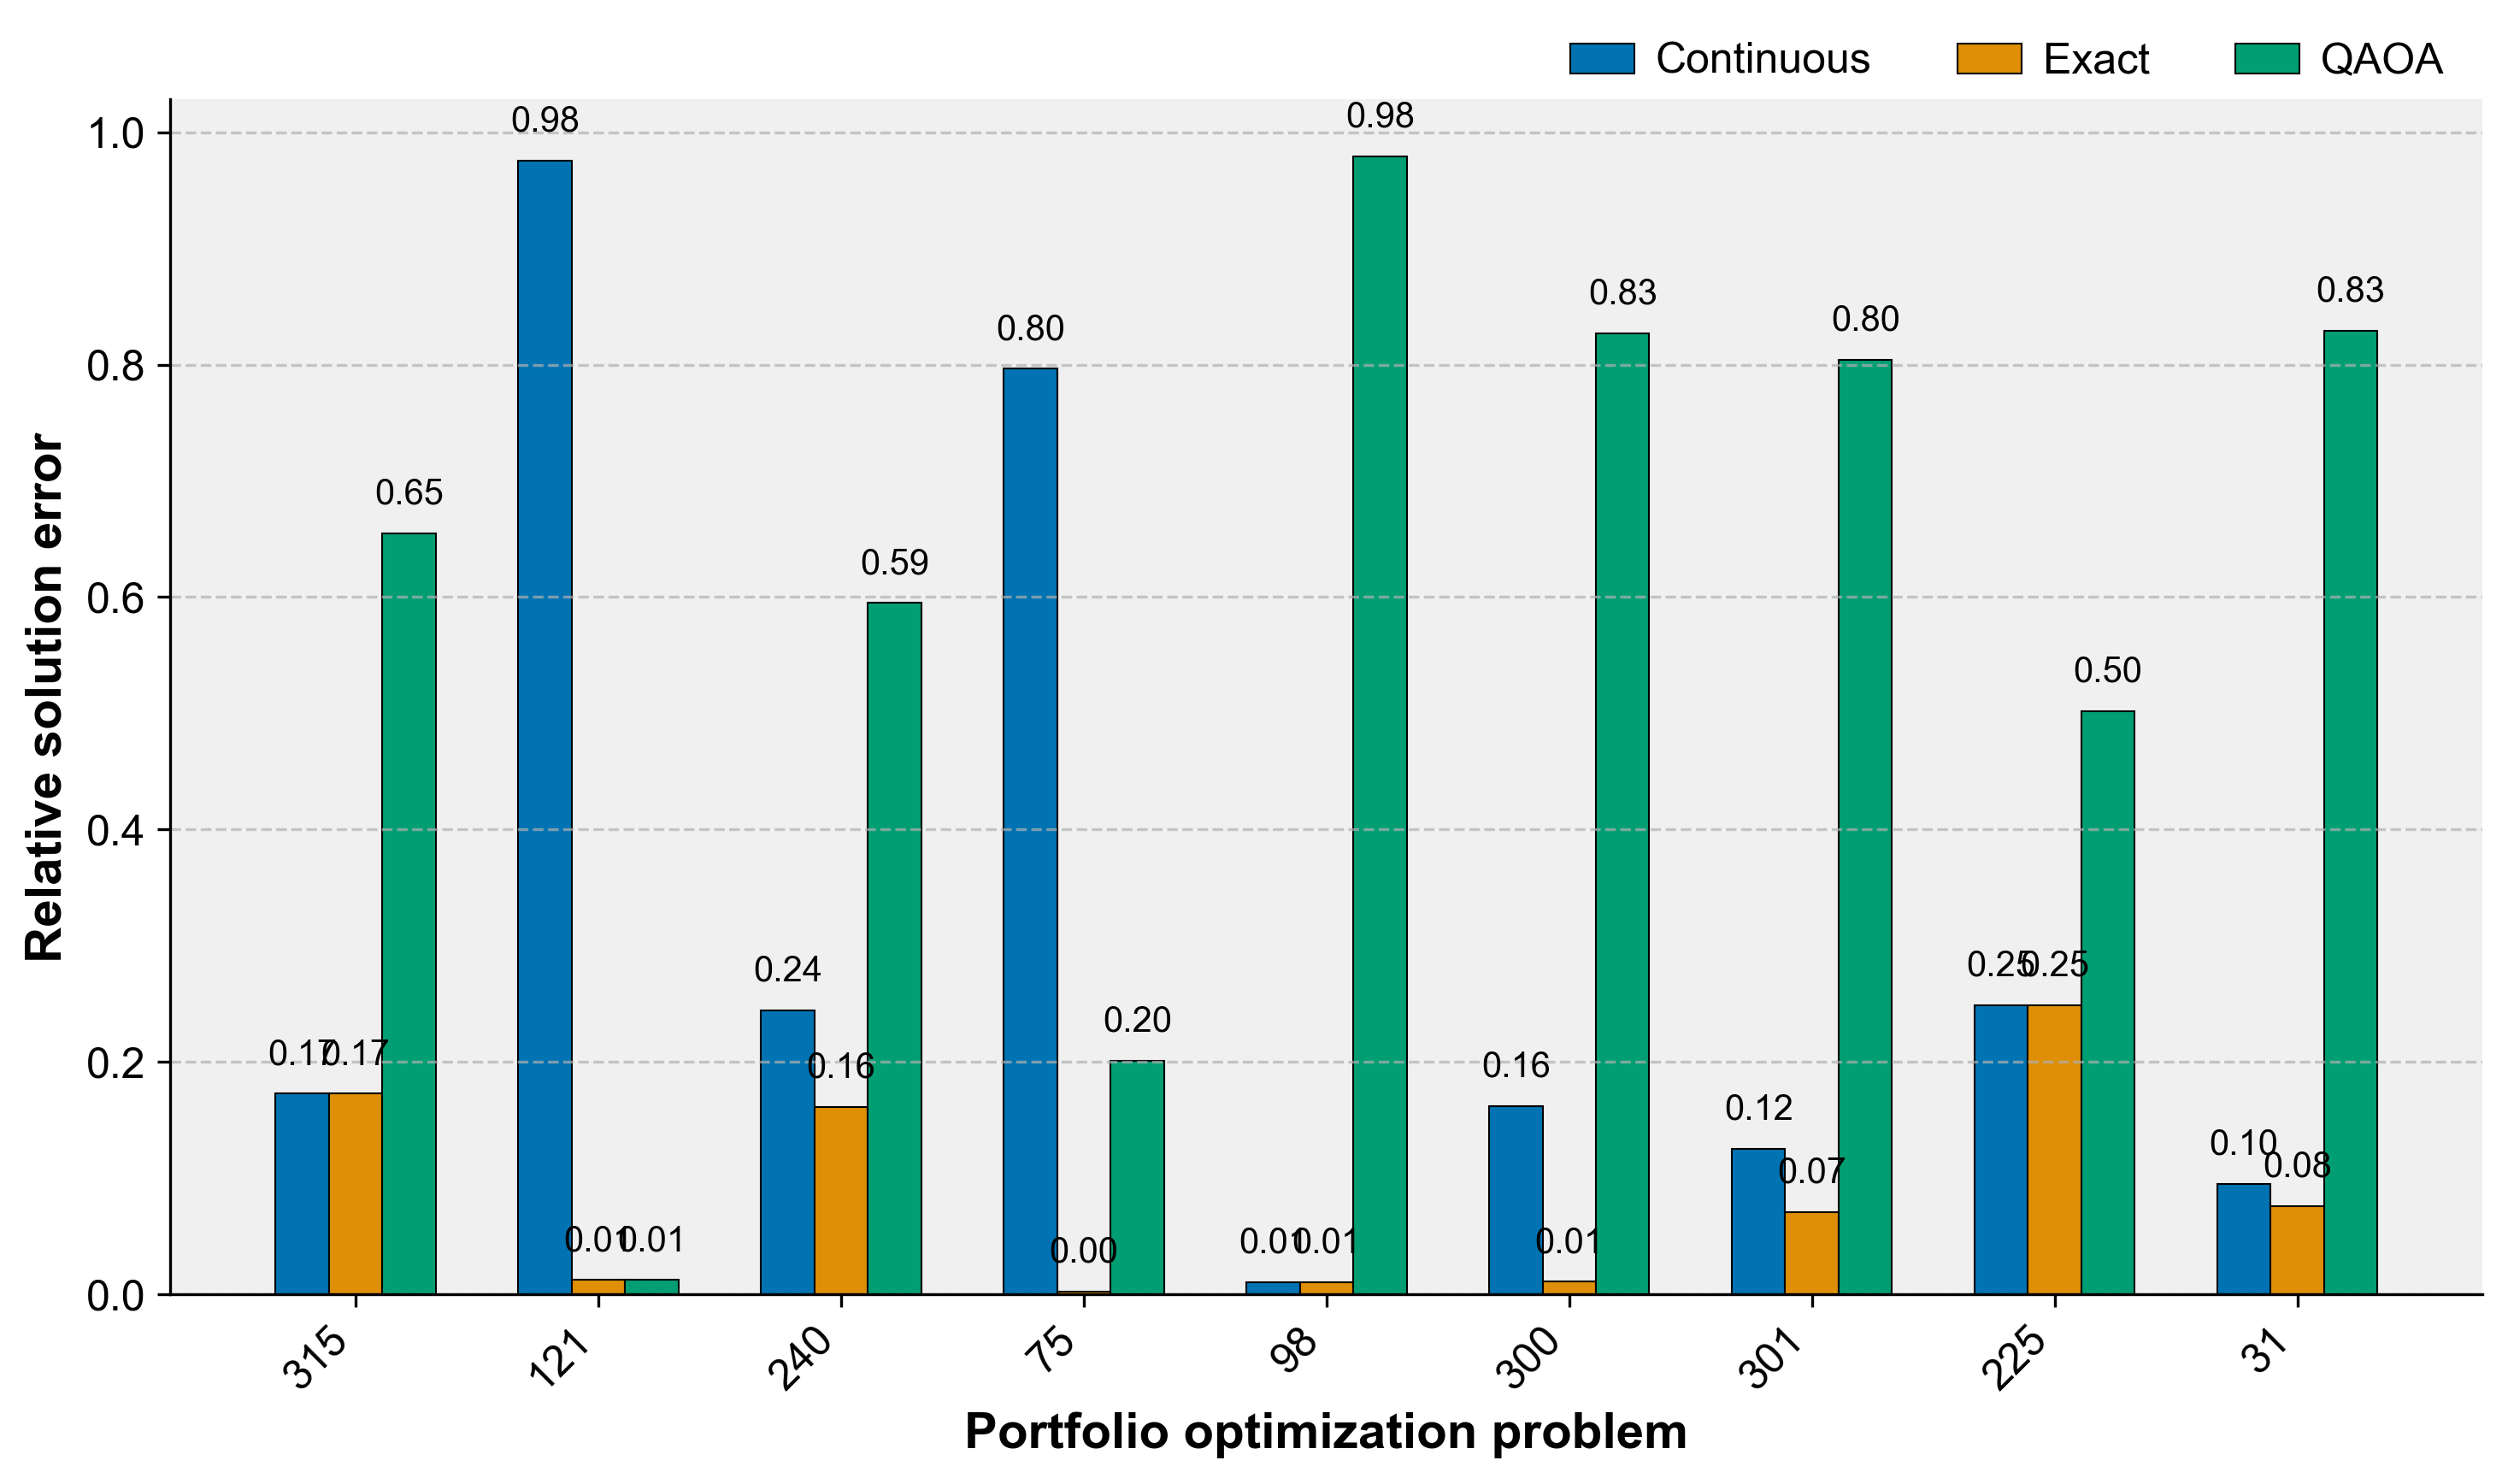 Continuous Exact QAOA
Relative solution error
1.0
0.8
0.6
0.4
0.2
0.0
0.17 0.17 0.65
0.98 0.01 0.01
0.24 0.16 0.59
0.80 0.00 0.20
0.01 0.01 0.98
0.16 0.01 0.83
0.12 0.07 0.80
0.25 0.25 0.50
0.10 0.08 0.83
315 121 240 75 98 300 301 225 31
Portfolio optimization problem